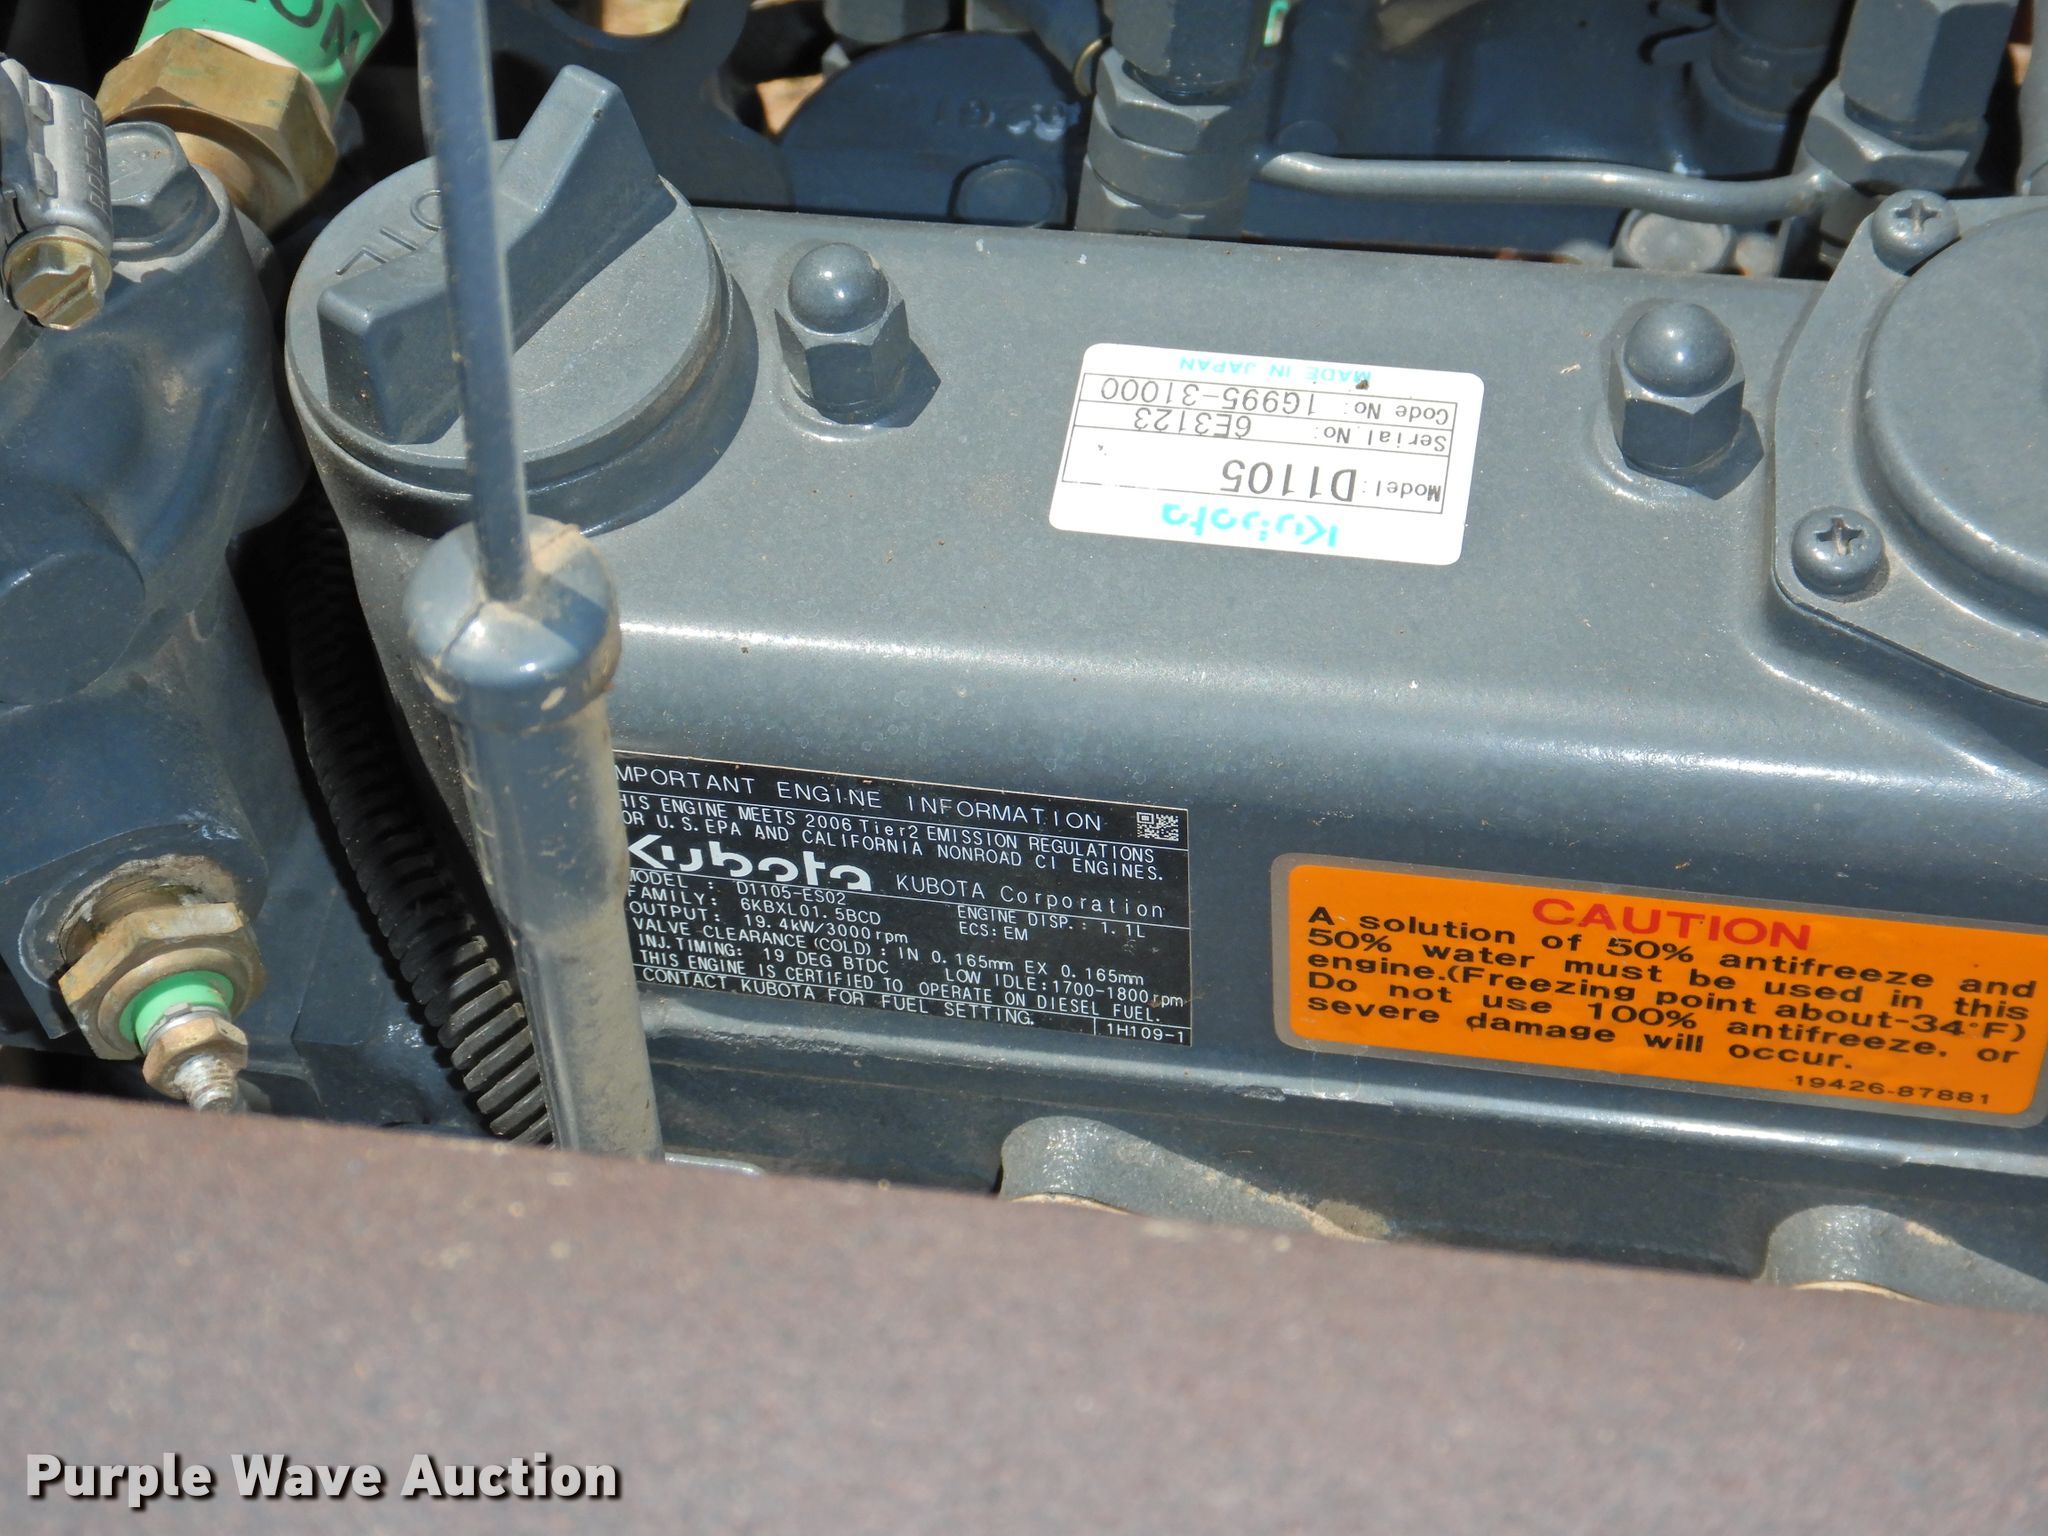 OIL
Kubota
Model: D1105
Serial No: 6E3123
Code No: 1G995-31000
MADE IN JAPAN
MPORTANT ENGINE INFORMATION
HIS ENGINE MEETS 2006 Tier2 EMISSION REGULATIONS
OR U.S.EPA AND CALIFORNIA NONROAD CI ENGINES.
Kubota KUBOTA Corporation
MODEL : D1105-ES02
FAMILY: 6KBXL01.5BCD ENGINE DISP.: 1.1L
OUTPUT: 19.4kW/3000rpm ECS: EM
VALVE CLEARANCE (COLD): IN 0.165mm EX 0.165mm
INJ.TIMING: 19 DEG BTDC LOW IDLE:1700-1800rpm
THIS ENGINE IS CERTIFIED TO OPERATE ON DIESEL FUEL.
CONTACT KUBOTA FOR FUEL SETTING. 1H109-1
CAUTION
A solution of 50% antifreeze and
50% water must be used in this
engine.(Freezing point about-34°F)
Do not use 100% antifreeze, or
severe damage will occur.
19426-87881
Purple Wave Auction